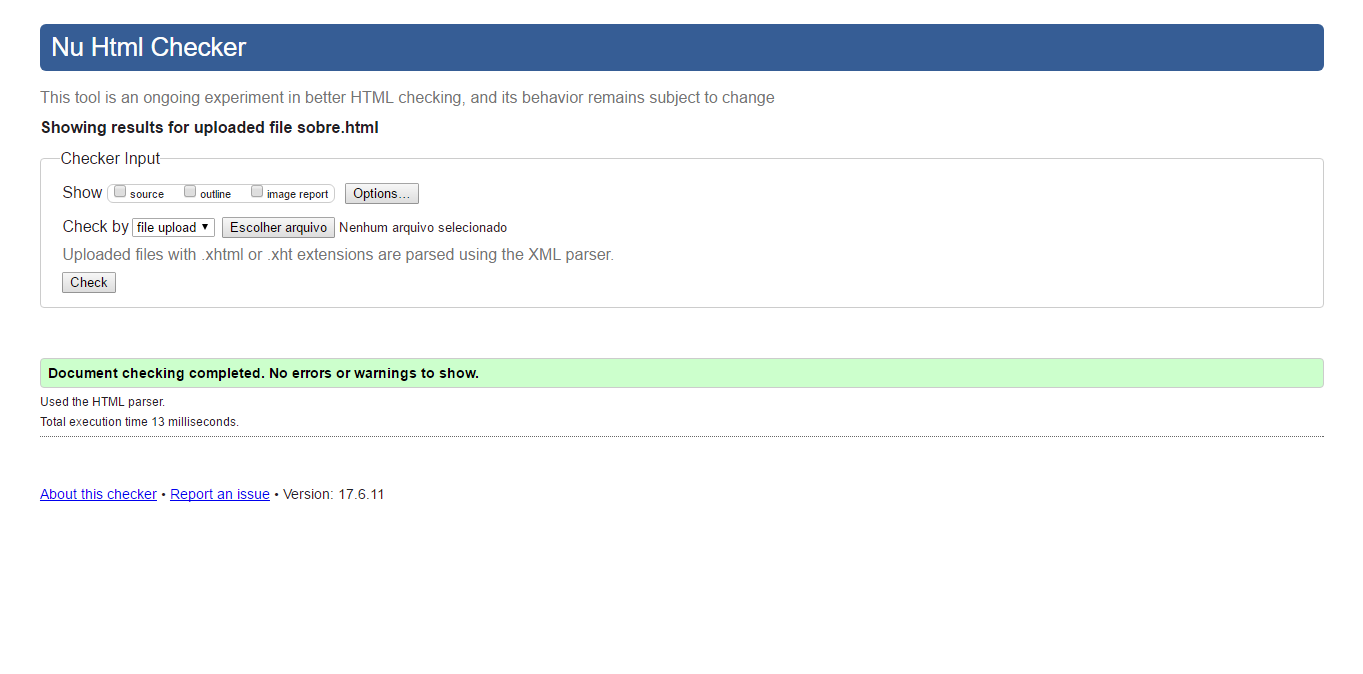 Nu Html Checker
This tool is an ongoing experiment in better HTML checking, and its behavior remains subject to change
Showing results for uploaded file sobre.html
Checker Input
Show source outline image report Options...
Check by file upload Escolher arquivo Nenhum arquivo selecionado
Uploaded files with .xhtml or .xht extensions are parsed using the XML parser.
Check
Document checking completed. No errors or warnings to show.
Used the HTML parser.
Total execution time 13 milliseconds.
About this checker • Report an issue • Version: 17.6.11